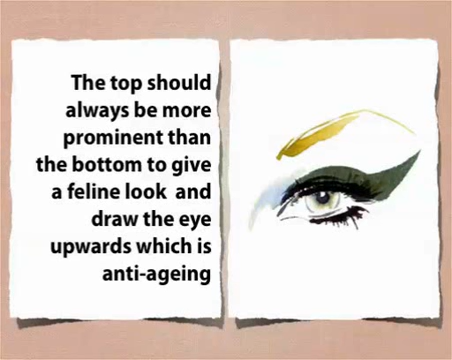 The top should
always be more
prominent than
the bottom to give
a feline look and
draw the eye
upwards which is
anti-ageing